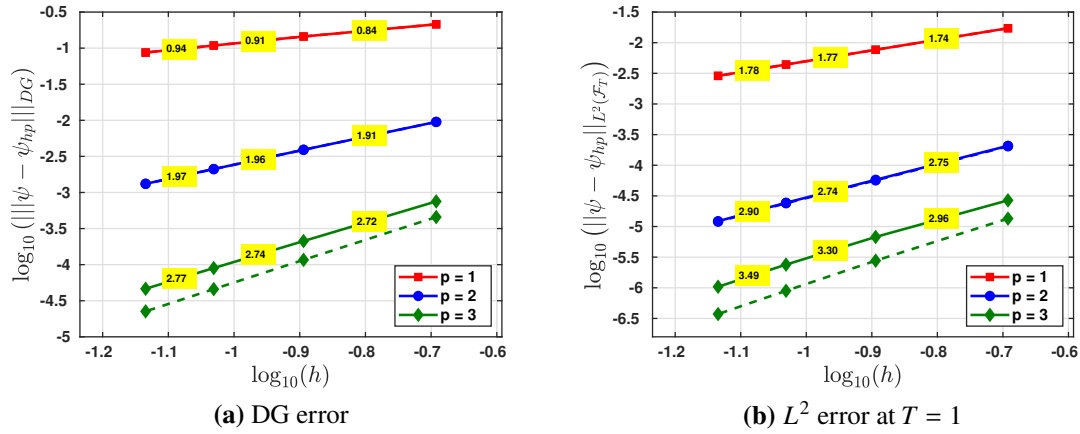 log₁₀ (|||ψ − ψₕₚ|||_DG)
-0.5
-1
-1.5
-2
-2.5
-3
-3.5
-4
-4.5
-5
0.94 0.91 0.84
1.97 1.96 1.91
2.77 2.74 2.72
p = 1
p = 2
p = 3
-1.2 -1.1 -1 -0.9 -0.8 -0.7 -0.6
log₁₀(h)
(a) DG error
log₁₀ (||ψ − ψₕₚ||_{L²(𝓕_T)})
-1.5
-2
-2.5
-3
-3.5
-4
-4.5
-5
-5.5
-6
-6.5
1.78 1.77 1.74
2.90 2.74 2.75
3.49 3.30 2.96
p = 1
p = 2
p = 3
-1.2 -1.1 -1 -0.9 -0.8 -0.7 -0.6
log₁₀(h)
(b) L² error at T = 1